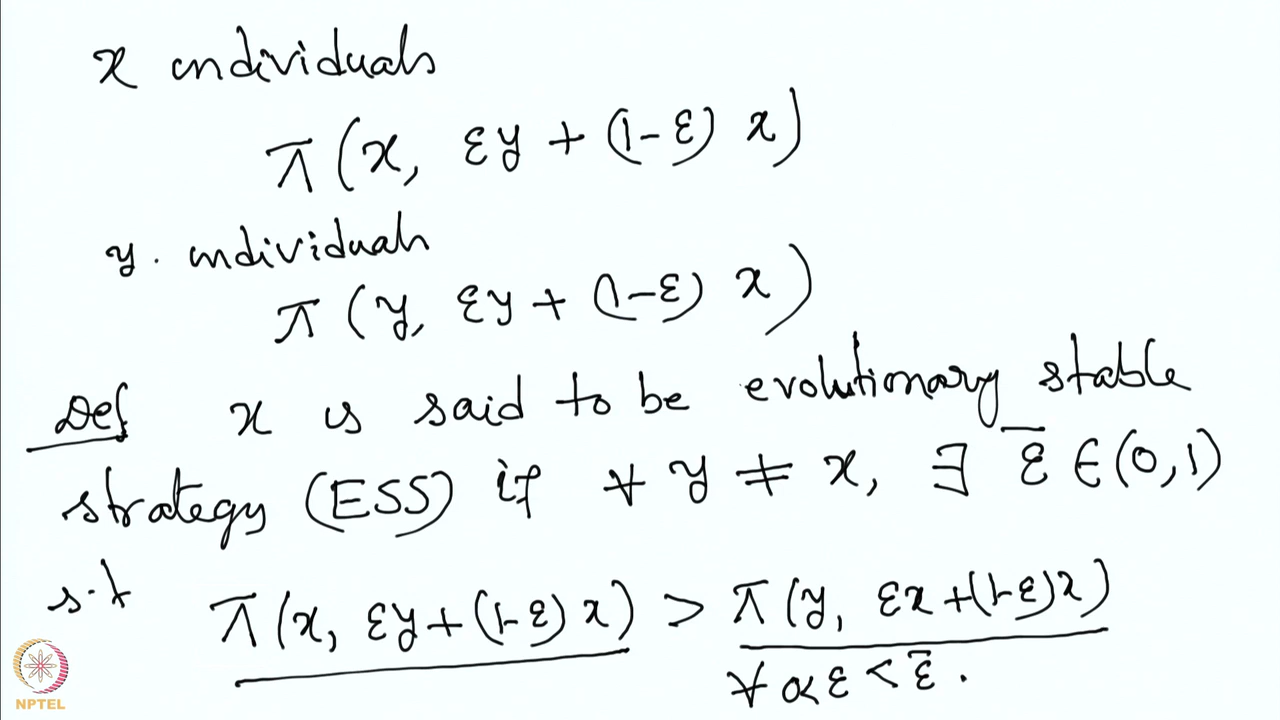 x individuals
π(x, εy + (1-ε) x)
y. individuals
π(y, εy + (1-ε) x)
Def x is said to be evolutionary stable
strategy (ESS) if ∀ y ≠ x, ∃ ε̄ ∈ (0,1)
s.t π(x, εy + (1-ε) x) > π(y, εx + (1-ε)x)
∀ 0<ε<ε̄.
NPTEL